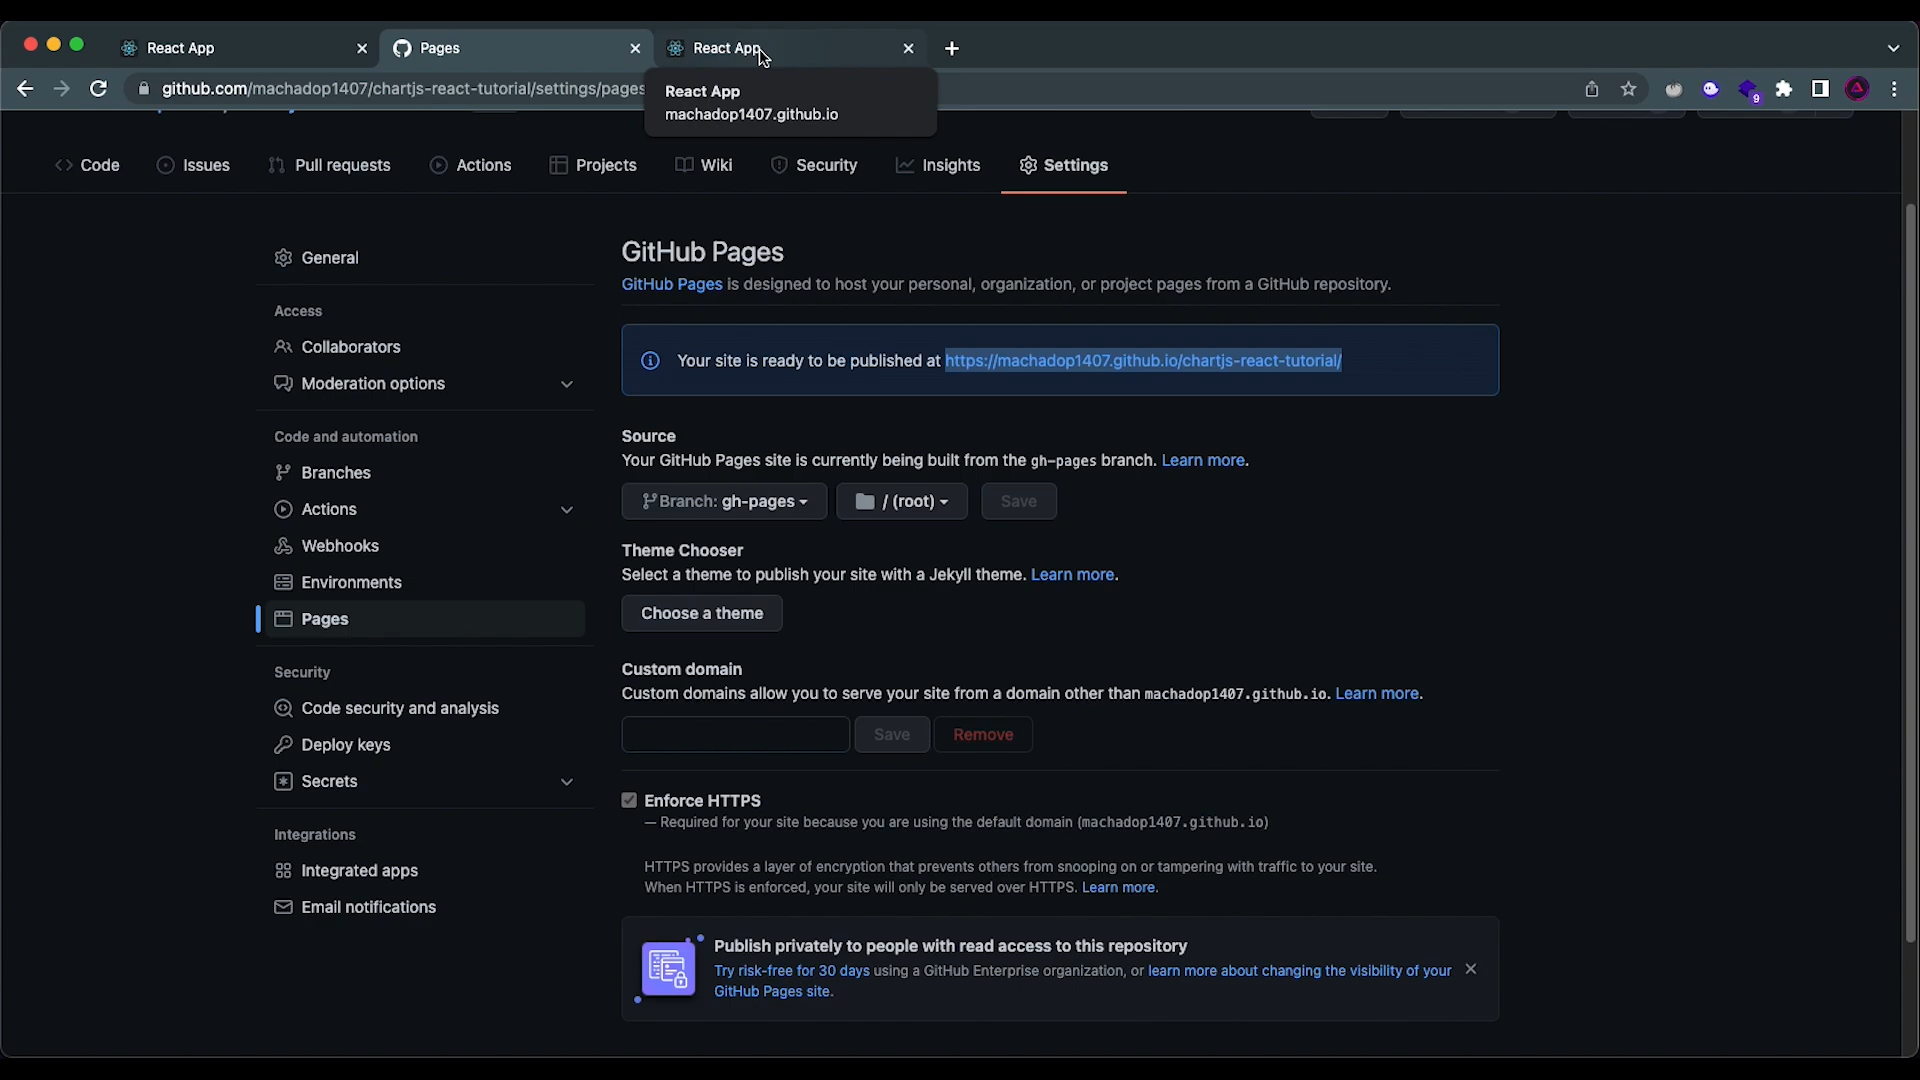 React App
Pages
React App
github.com/machadop1407/chartjs-react-tutorial/settings/pages
9
React App
machadop1407.github.io
Code
Issues
Pull requests
Actions
Projects
Wiki
Security
Insights
Settings
General
Access
Collaborators
Moderation options
Code and automation
Branches
Actions
Webhooks
Environments
Pages
Security
Code security and analysis
Deploy keys
Secrets
Integrations
Integrated apps
Email notifications
GitHub Pages
GitHub Pages is designed to host your personal, organization, or project pages from a GitHub repository.
Your site is ready to be published at https://machadop1407.github.io/chartjs-react-tutorial/
Source
Your GitHub Pages site is currently being built from the gh-pages branch. Learn more.
Branch: gh-pages
/ (root)
Save
Theme Chooser
Select a theme to publish your site with a Jekyll theme. Learn more.
Choose a theme
Custom domain
Custom domains allow you to serve your site from a domain other than machadop1407.github.io. Learn more.
Save
Remove
Enforce HTTPS
— Required for your site because you are using the default domain (machadop1407.github.io)
HTTPS provides a layer of encryption that prevents others from snooping on or tampering with traffic to your site.
When HTTPS is enforced, your site will only be served over HTTPS. Learn more.
Publish privately to people with read access to this repository
Try risk-free for 30 days using a GitHub Enterprise organization, or learn more about changing the visibility of your
GitHub Pages site.